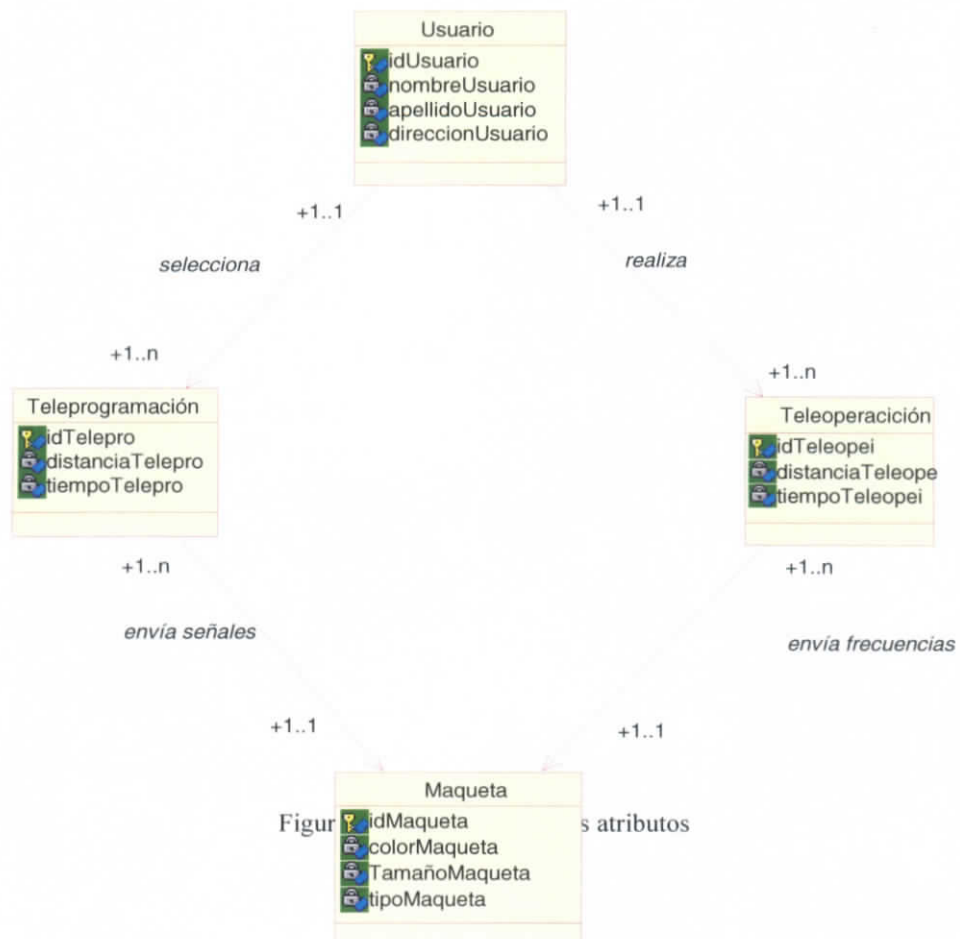 Usuario
idUsuario
nombreUsuario
apellidoUsuario
direccionUsuario
+1..1
+1..1
selecciona
realiza
+1..n
+1..n
Teleprogramación
idTelepro
distanciaTelepro
tiempoTelepro
Teleoperacición
idTeleopei
distanciaTeleope
tiempoTeleopei
+1..n
+1..n
envía señales
envía frecuencias
+1..1
+1..1
Maqueta
idMaqueta
colorMaqueta
TamañoMaqueta
tipoMaqueta
Figur s atributos